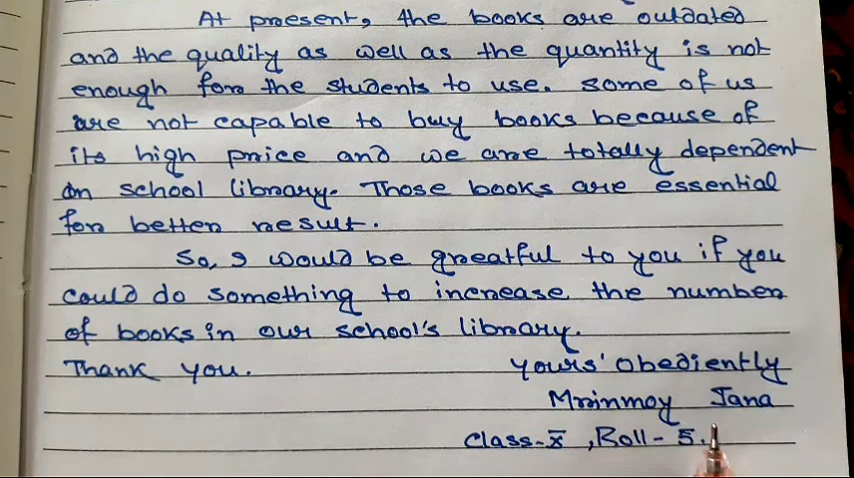 At present, the books are outdated
and the quality as well as the quantity is not
enough for the students to use. some of us
are not capable to buy books because of
its high price and we are totally dependent
on school library. Those books are essential
for better result.
So, I would be greatful to you if you
could do something to increase the number
of books in our school's library.
Thank you. yours' obediently
Mrinmoy Jana
Class-X, Roll-5.